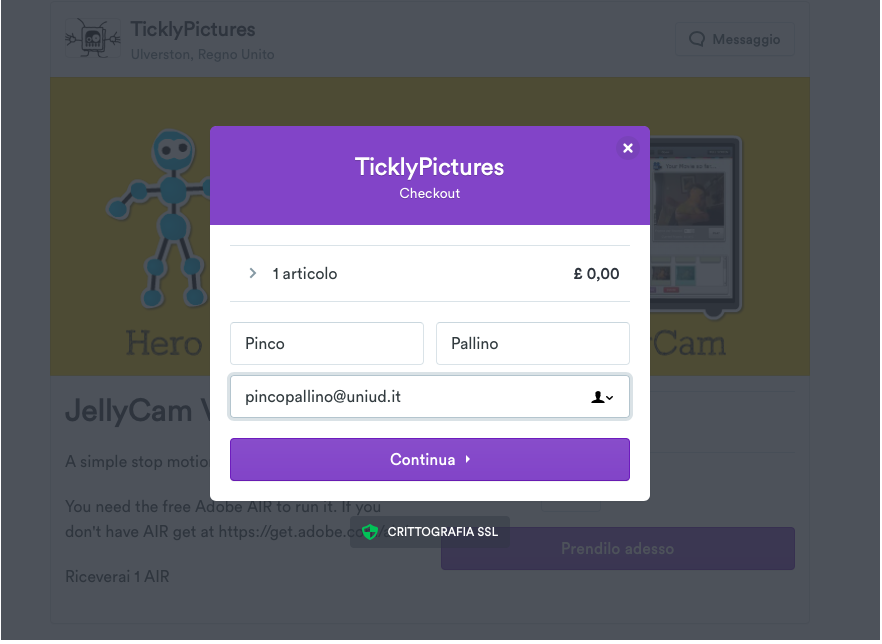 TicklyPictures
Ulverston, Regno Unito
Messaggio
TicklyPictures
Checkout
1 articolo
£ 0,00
Pinco
Pallino
pincopallino@uniud.it
Continua
Hero
Cam
JellyCam
A simple stop
You need the free Adobe AIR to run it. If you
don't have AIR get at https://get.adobe.
CRITTOGRAFIA SSL
Prendilo adesso
Riceverai 1 AIR